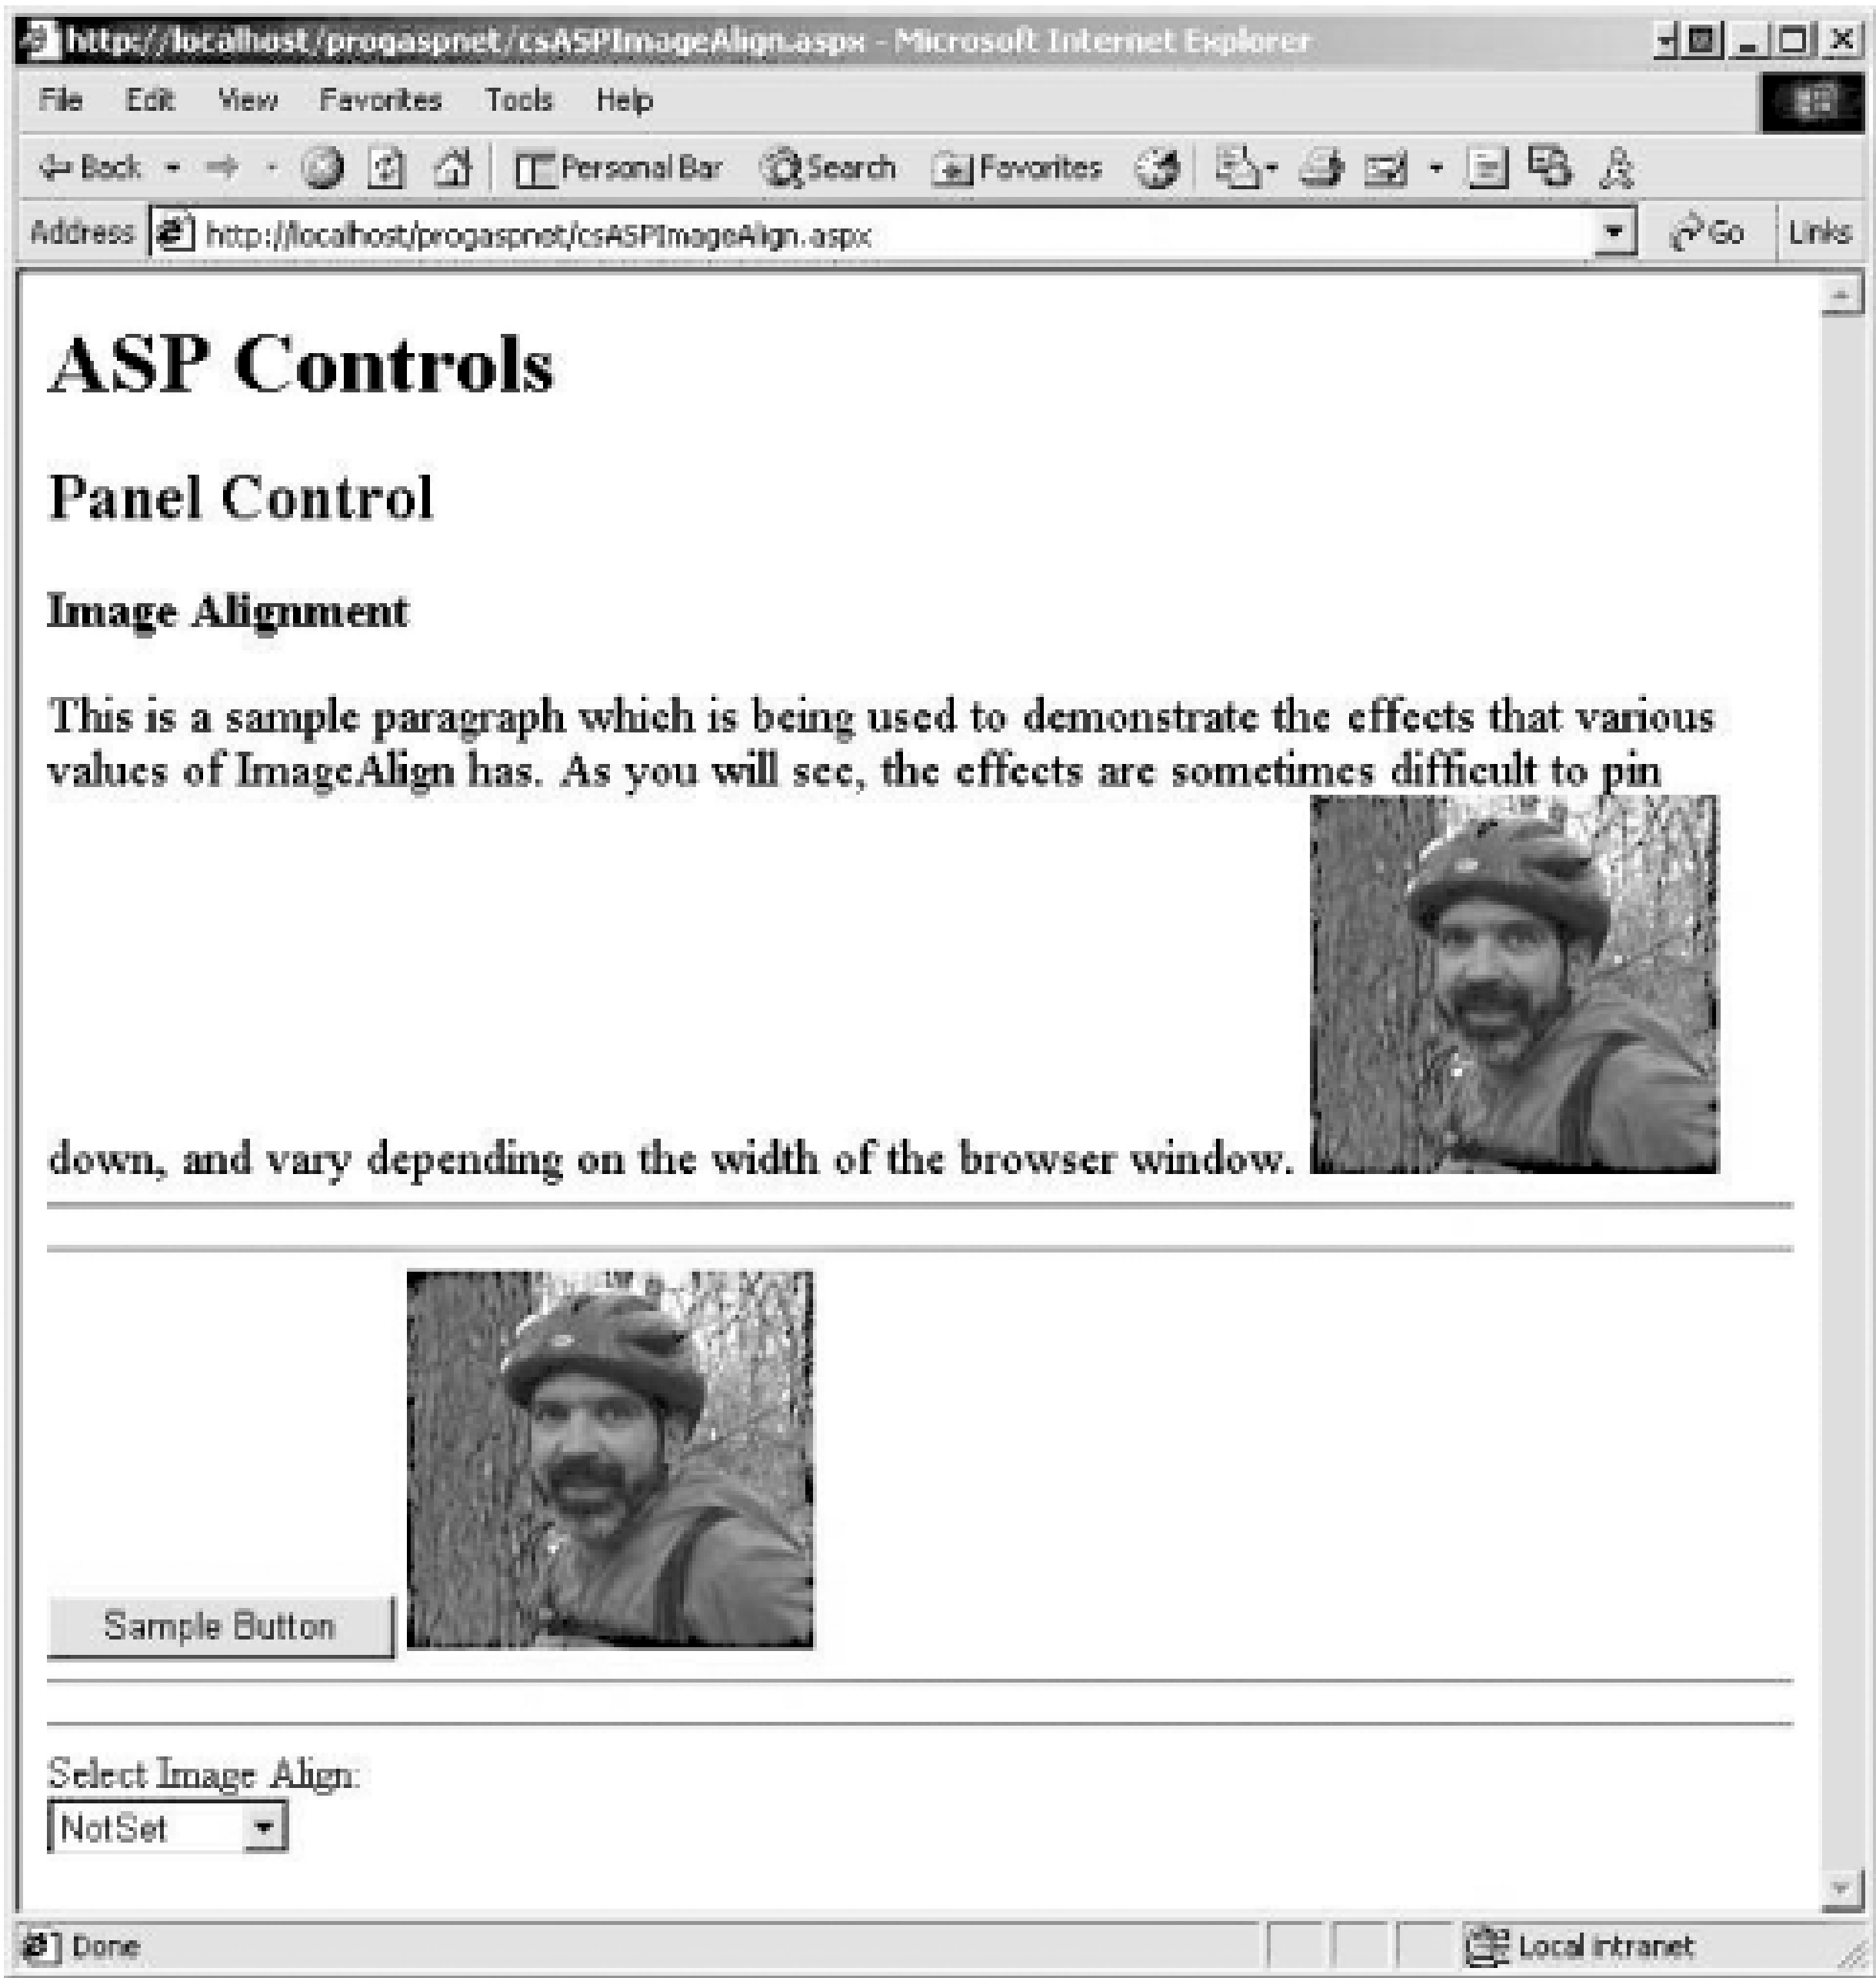 http://localhost/progaspnet/csASPImageAlign.aspx - Microsoft Internet Explorer
File Edit View Favorites Tools Help
Back Personal Bar Search Favorites
Address http://localhost/progaspnet/csASPImageAlign.aspx Go Links
ASP Controls
Panel Control
Image Alignment
This is a sample paragraph which is being used to demonstrate the effects that various
values of ImageAlign has. As you will see, the effects are sometimes difficult to pin
down, and vary depending on the width of the browser window.
Sample Button
Select Image Align:
NotSet
Done Local intranet